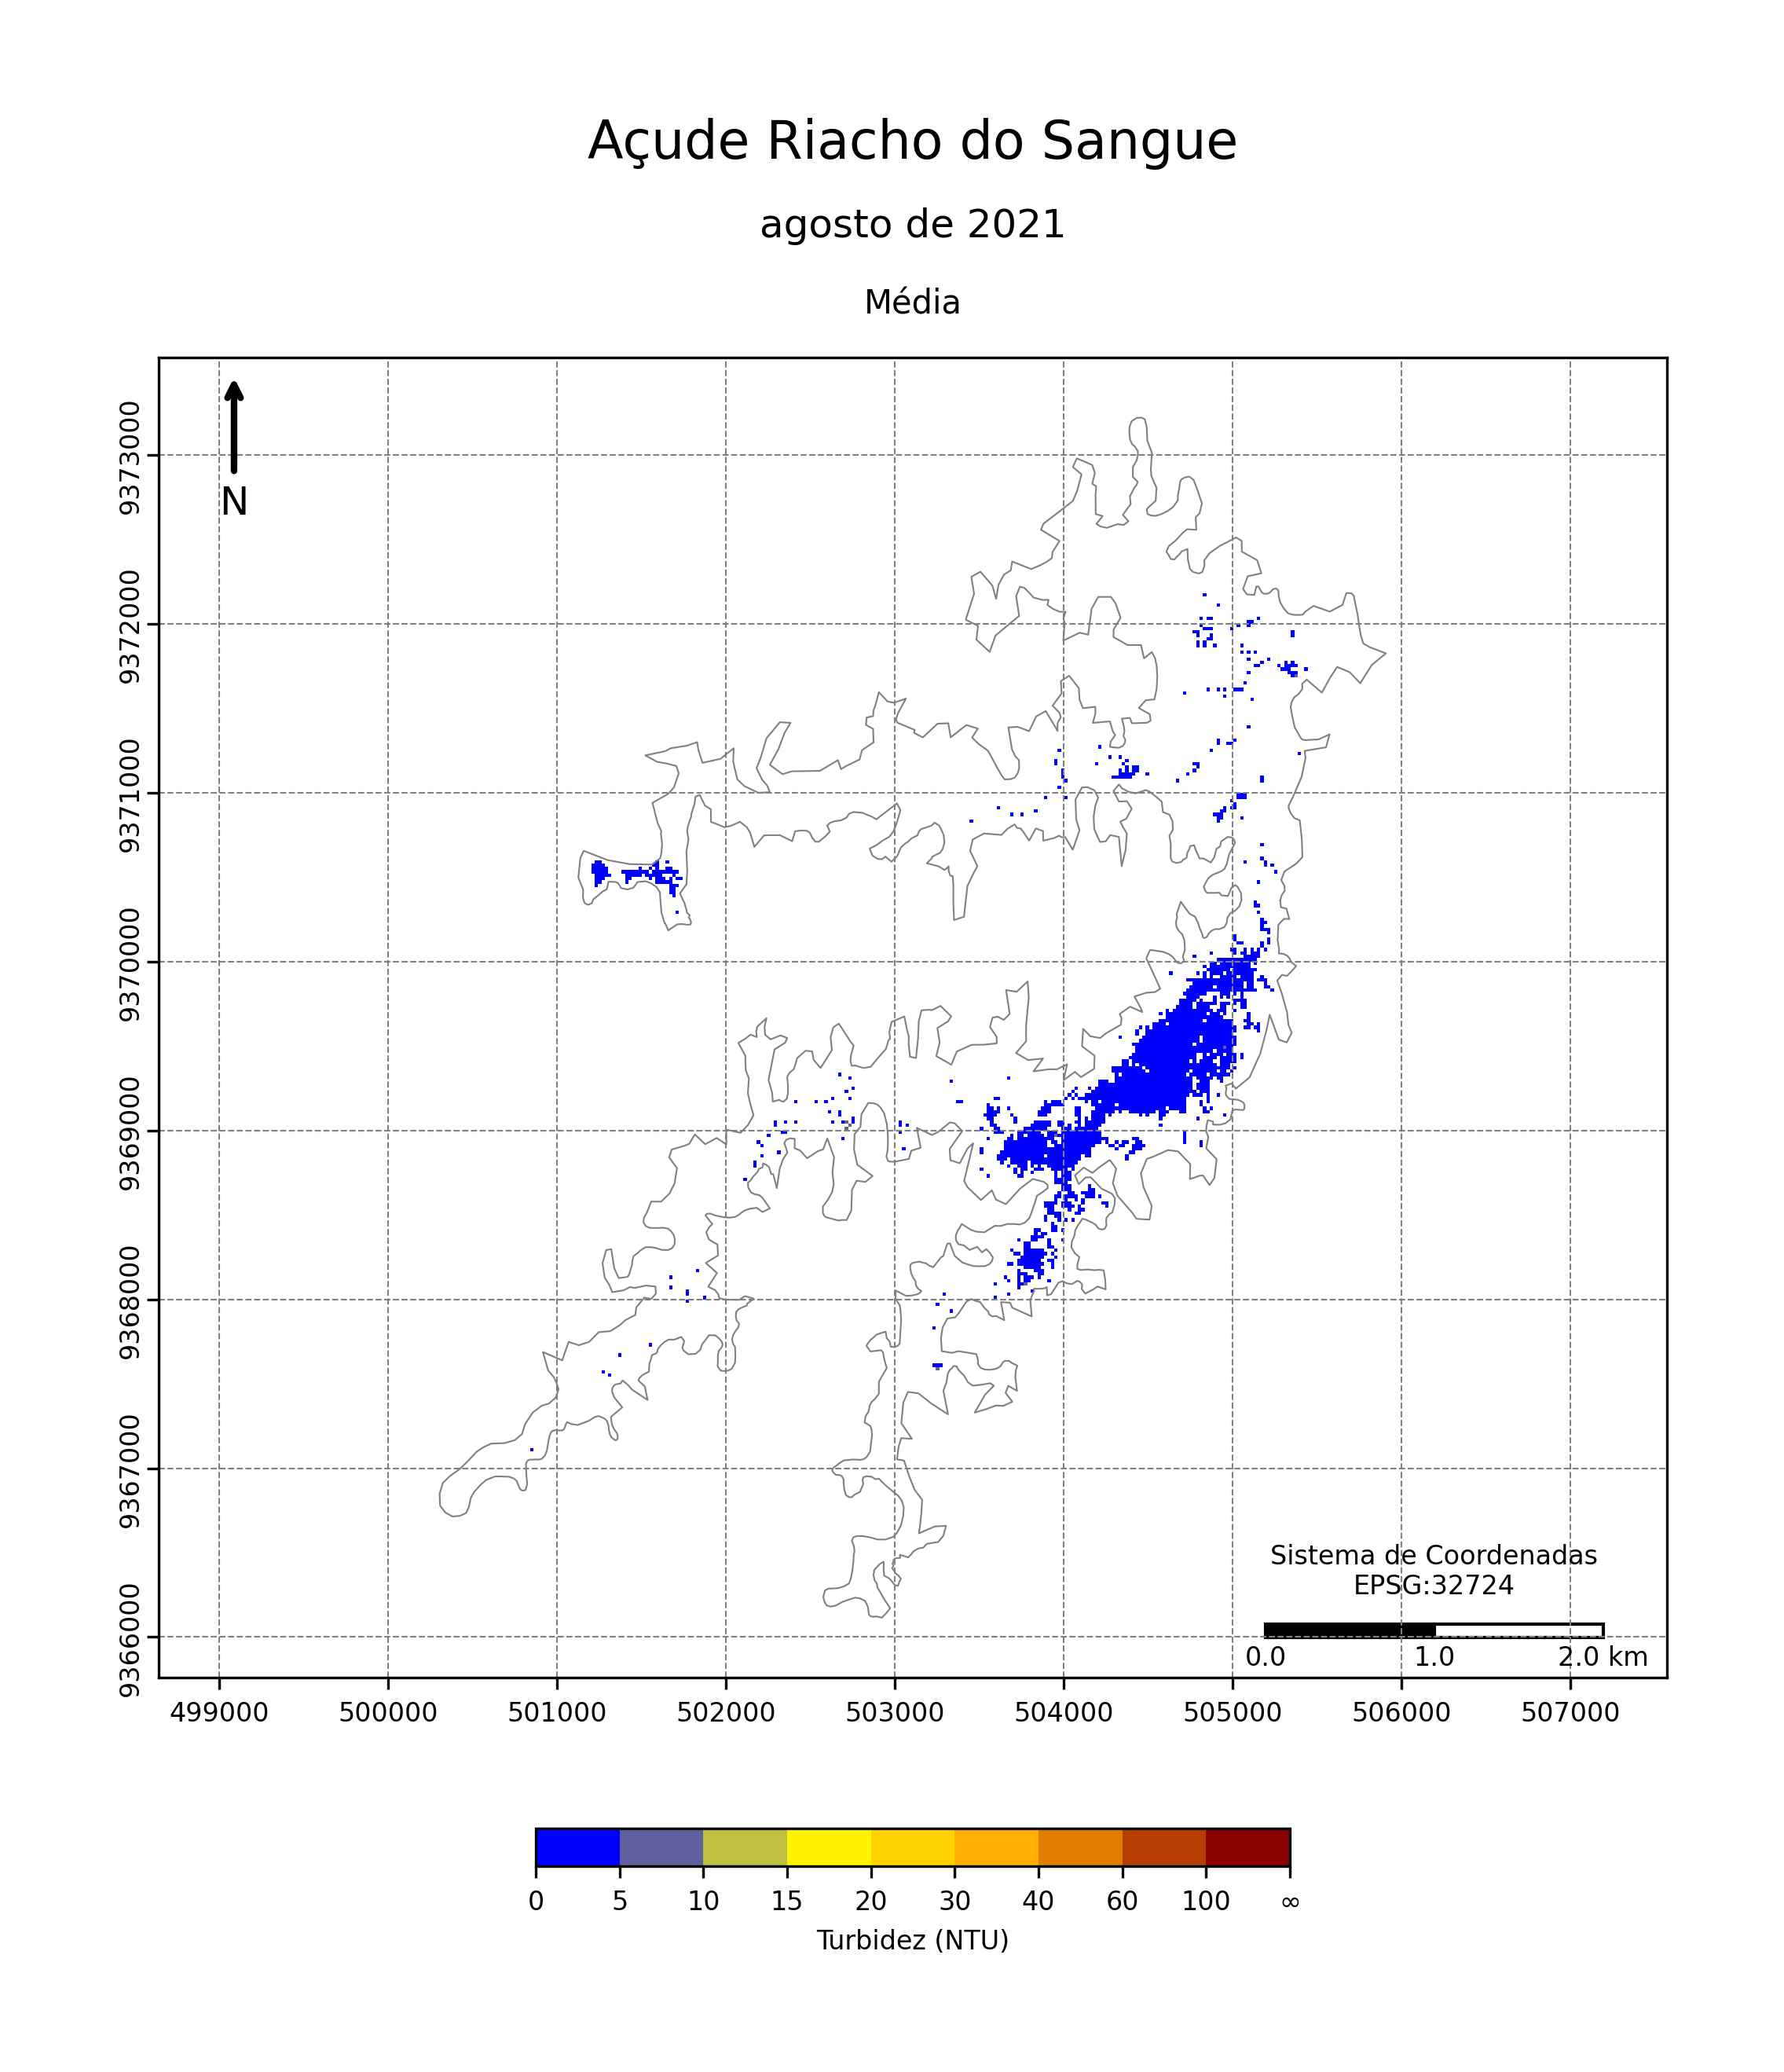 Açude Riacho do Sangue
agosto de 2021
Média
N
9373000
9372000
9371000
9370000
9369000
9368000
9367000
9366000
Sistema de Coordenadas
EPSG:32724
0.0 1.0 2.0 km
499000 500000 501000 502000 503000 504000 505000 506000 507000
0 5 10 15 20 30 40 60 100 ∞
Turbidez (NTU)